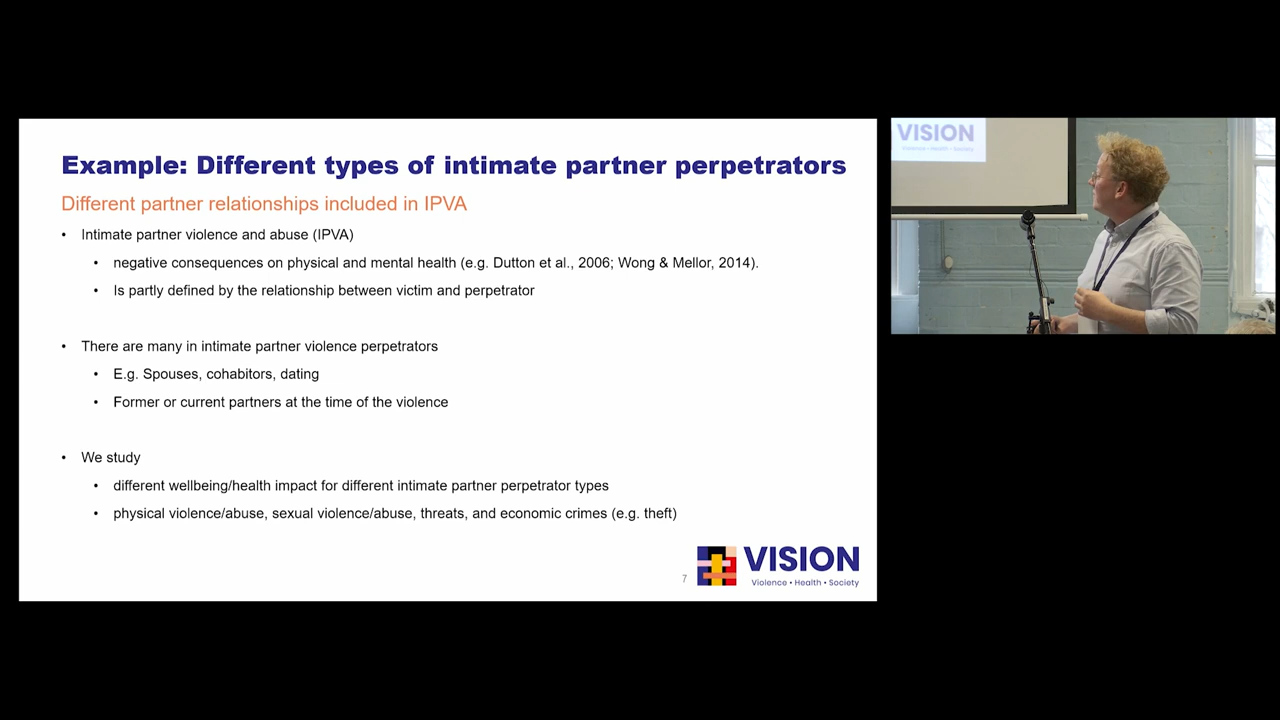 Example: Different types of intimate partner perpetrators
Different partner relationships included in IPVA
• Intimate partner violence and abuse (IPVA)
• negative consequences on physical and mental health (e.g. Dutton et al., 2006; Wong & Mellor, 2014).
• Is partly defined by the relationship between victim and perpetrator
• There are many in intimate partner violence perpetrators
• E.g. Spouses, cohabitors, dating
• Former or current partners at the time of the violence
• We study
• different wellbeing/health impact for different intimate partner perpetrator types
• physical violence/abuse, sexual violence/abuse, threats, and economic crimes (e.g. theft)
7
VISION
Violence • Health • Society
VISION
Violence • Health • Society